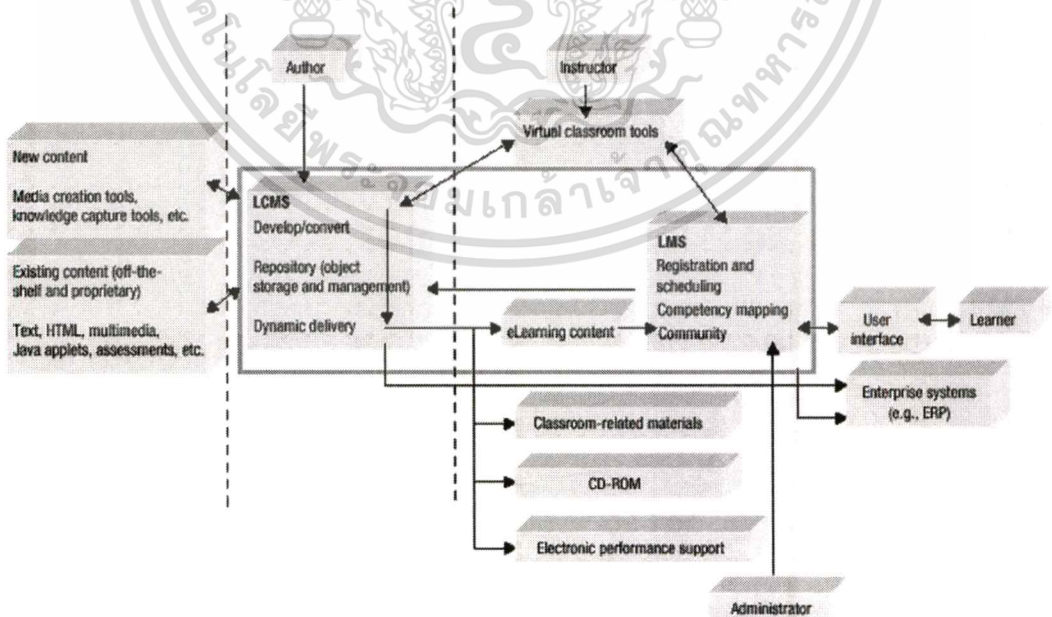 Author
Instructor
Virtual classroom tools
New content
Media creation tools,
knowledge capture tools, etc.
Existing content (off-the-
shelf and proprietary)
Text, HTML, multimedia,
Java applets, assessments, etc.
LCMS
Develop/convert
Repository (object
storage and management)
Dynamic delivery
eLearning content
LMS
Registration and
scheduling
Competency mapping
Community
User
interface
Learner
Enterprise systems
(e.g., ERP)
Classroom-related materials
CD-ROM
Electronic performance support
Administrator